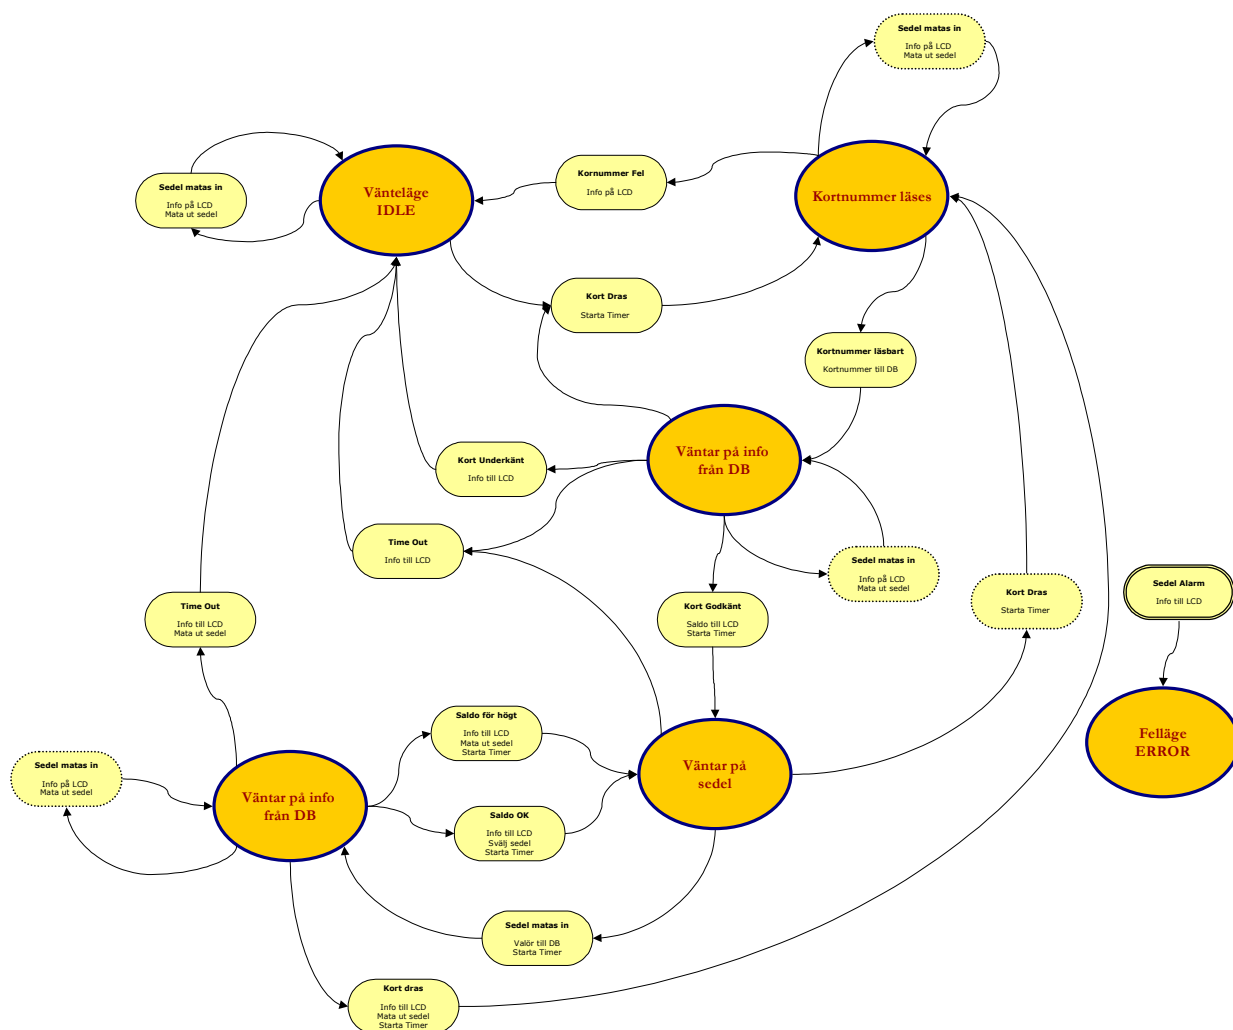 Sedel matas in
Info på LCD
Mata ut sedel
Vänteläge
IDLE
Kornummer Fel
Info på LCD
Kortnummer läses
Sedel matas in
Info på LCD
Mata ut sedel
Kort Dras
Starta Timer
Kortnummer läsbart
Kortnummer till DB
Kort Underkänt
Info till LCD
Väntar på info
från DB
Time Out
Info till LCD
Sedel matas in
Info på LCD
Mata ut sedel
Kort Dras
Starta Timer
Sedel Alarm
Info till LCD
Time Out
Info till LCD
Mata ut sedel
Kort Godkänt
Saldo till LCD
Starta Timer
Saldo för högt
Info till LCD
Mata ut sedel
Starta Timer
Felläge
ERROR
Sedel matas in
Info på LCD
Mata ut sedel
Väntar på info
från DB
Väntar på
sedel
Saldo OK
Info till LCD
Svälj sedel
Starta Timer
Sedel matas in
Valör till DB
Starta Timer
Kort dras
Info till LCD
Mata ut sedel
Starta Timer